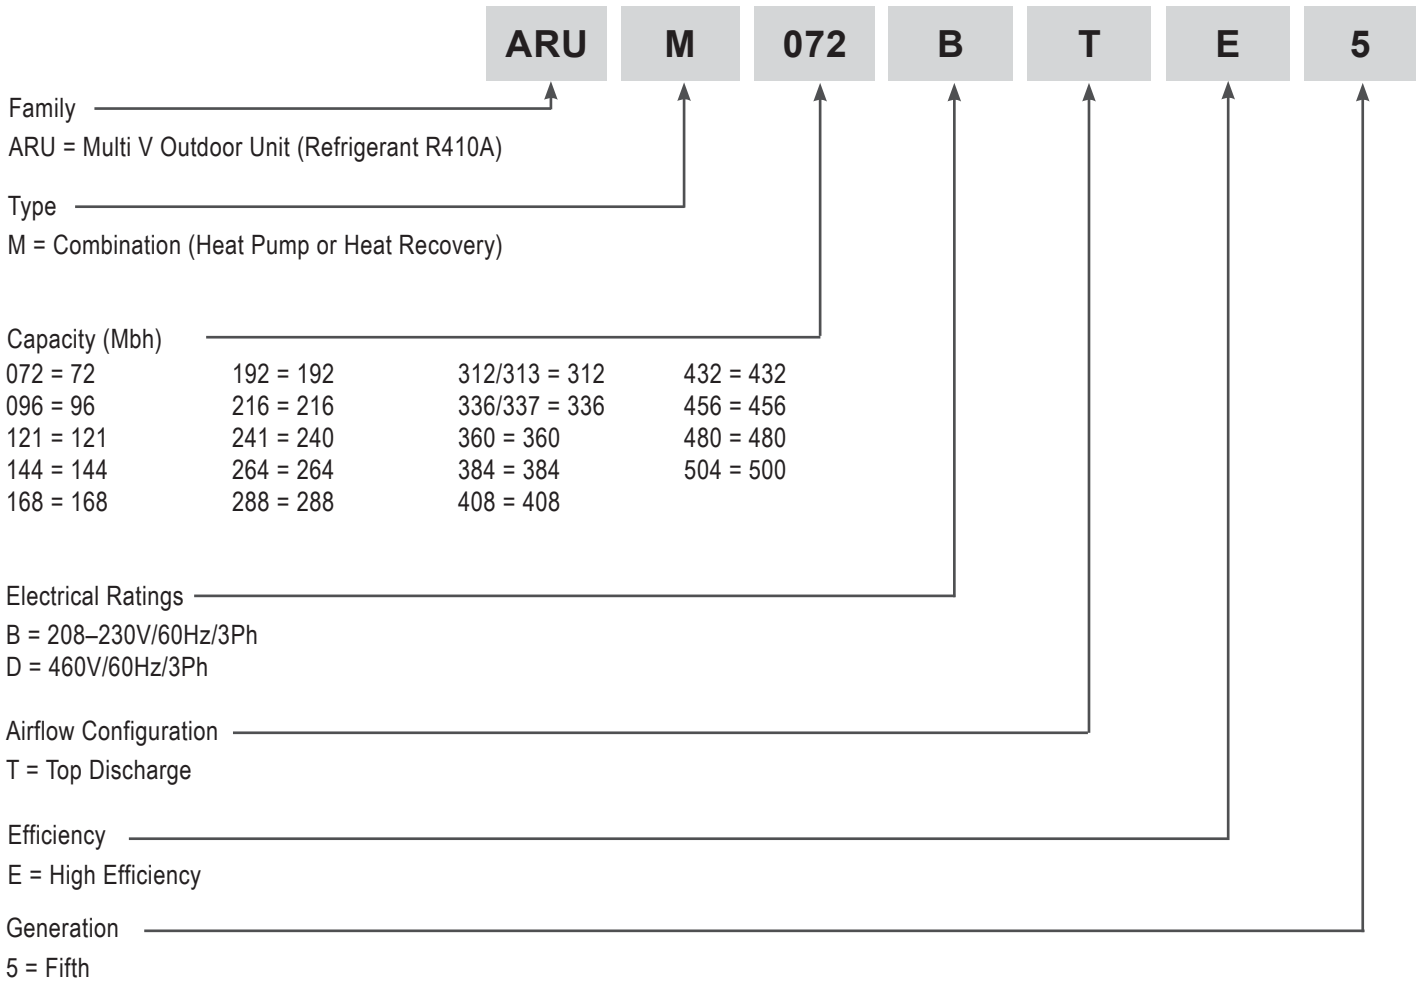 ARU M 072 B T E 5
Family
ARU = Multi V Outdoor Unit (Refrigerant R410A)
Type
M = Combination (Heat Pump or Heat Recovery)
Capacity (Mbh)
072 = 72 192 = 192 312/313 = 312 432 = 432
096 = 96 216 = 216 336/337 = 336 456 = 456
121 = 121 241 = 240 360 = 360 480 = 480
144 = 144 264 = 264 384 = 384 504 = 500
168 = 168 288 = 288 408 = 408
Electrical Ratings
B = 208–230V/60Hz/3Ph
D = 460V/60Hz/3Ph
Airflow Configuration
T = Top Discharge
Efficiency
E = High Efficiency
Generation
5 = Fifth